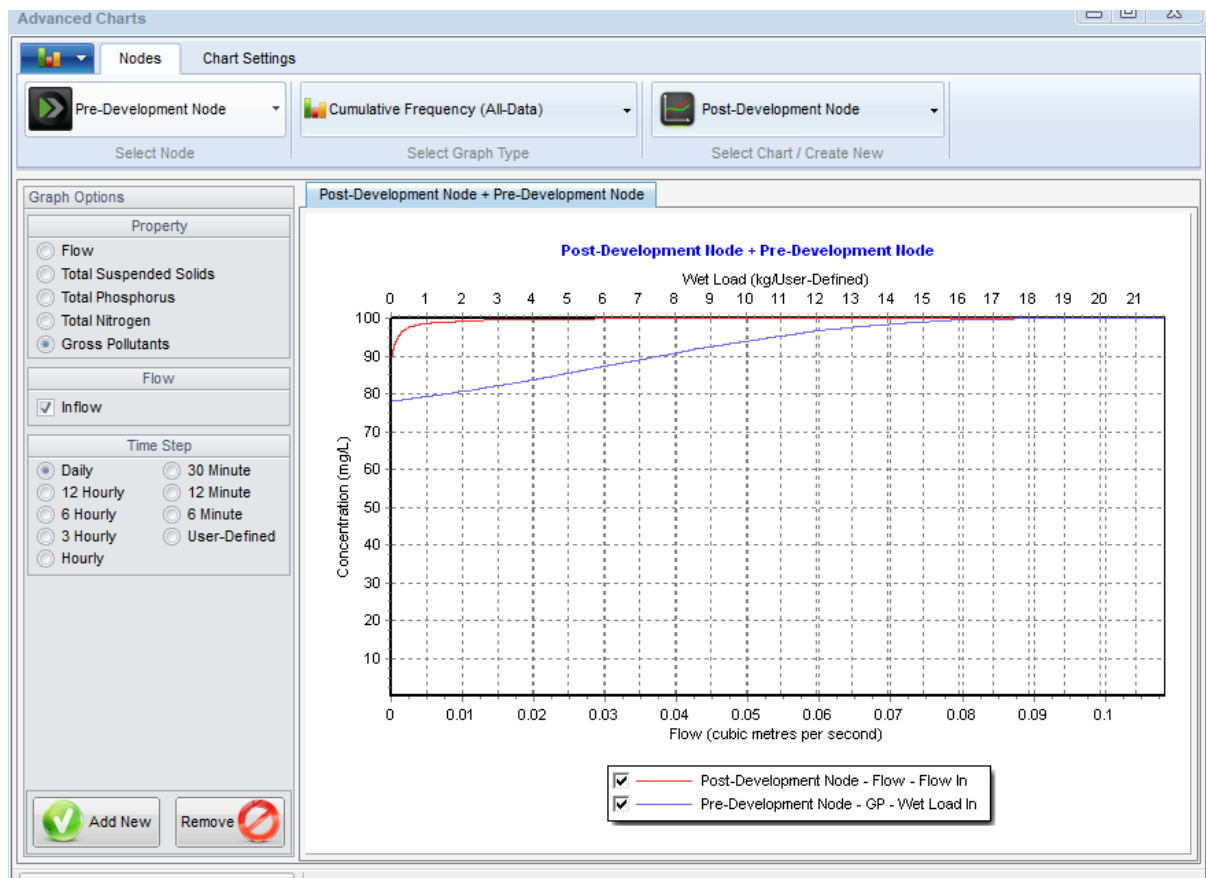 Advanced Charts
Nodes Chart Settings
Pre-Development Node Cumulative Frequency (All-Data) Post-Development Node
Select Node Select Graph Type Select Chart / Create New
Graph Options
Property
Flow
Total Suspended Solids
Total Phosphorus
Total Nitrogen
Gross Pollutants
Flow
Inflow
Time Step
Daily 30 Minute
12 Hourly 12 Minute
6 Hourly 6 Minute
3 Hourly User-Defined
Hourly
Add New Remove
Post-Development Node + Pre-Development Node
Post-Development Node + Pre-Development Node
Wet Load (kg/User-Defined)
0 1 2 3 4 5 6 7 8 9 10 11 12 13 14 15 16 17 18 19 20 21
100
90
80
70
60
50
40
30
20
10
Concentration (mg/L)
0 0.01 0.02 0.03 0.04 0.05 0.06 0.07 0.08 0.09 0.1
Flow (cubic metres per second)
Post-Development Node - Flow - Flow In
Pre-Development Node - GP - Wet Load In